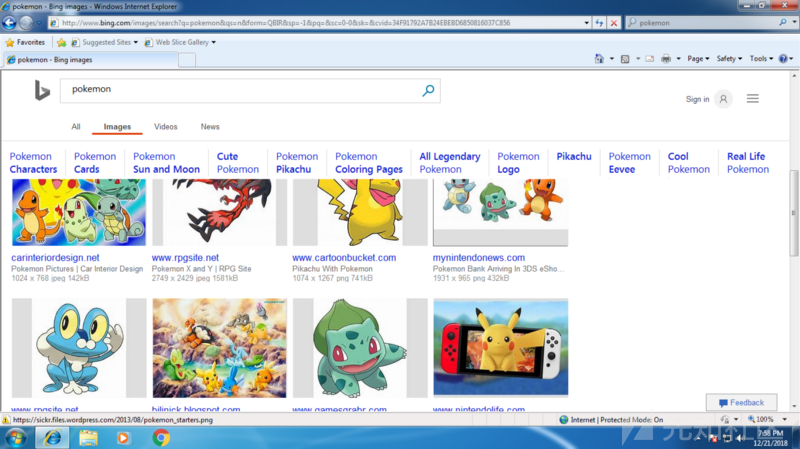 pokemon - Bing images - Windows Internet Explorer
http://www.bing.com/images/search?q=pokemon&qs=n&form=QBIR&sp=-1&pq=&sc=0-0&sk=&cvid=34F91792A7B24EBEBD6850816037C856
pokemon
Favorites
Suggested Sites
Web Slice Gallery
pokemon - Bing images
Page
Safety
Tools
pokemon
Sign in
All
Images
Videos
News
Pokemon Characters
Pokemon Cards
Pokemon Sun and Moon
Cute Pokemon
Pokemon Pikachu
Pokemon Coloring Pages
All Legendary Pokemon
Pokemon Logo
Pikachu
Pokemon Eevee
Cool Pokemon
Real Life Pokemon
carinteriordesign.net
Pokemon Pictures | Car Interior Design
1024 x 768 jpeg 142kB
www.rpgsite.net
Pokemon X and Y | RPG Site
2749 x 2429 jpeg 1581kB
www.cartoonbucket.com
Pikachu With Pokemon
1074 x 1267 png 741kB
mynintendonews.com
Pokemon Bank Arriving In 3DS eSho...
1931 x 965 png 432kB
www.rpgsite.net
bilinick.blogspot.com
www.gamesgrabr.com
www.nintendolife.com
Feedback
https://sickr.files.wordpress.com/2013/08/pokemon_starters.png
Internet | Protected Mode: On
100%
7:58 PM
12/21/2018